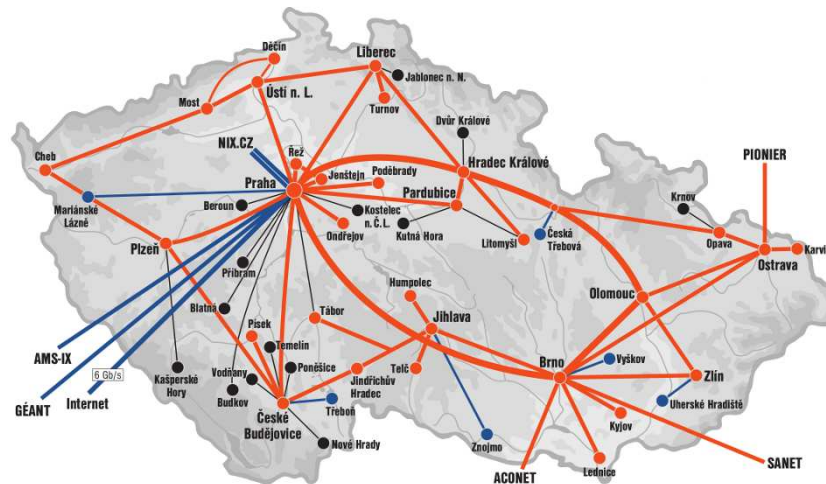 Děčín
Liberec
Jablonec n. N.
Ústí n. L.
Most
Turnov
Dvůr Králové
NIX.CZ
Řež
Cheb
Jenštejn
Poděbrady
Hradec Králové
PIONIER
Praha
Pardubice
Krnov
Mariánské
Lázně
Beroun
Kostelec
n. Č. L.
Kutná Hora
Litomyšl
Česká
Třebová
Opava
Karvi
Ostrava
Ondřejov
Plzeň
Příbram
Humpolec
Olomouc
Blatná
Tábor
Jihlava
Písek
Temelín
AMS-IX
Brno
Vyškov
Zlín
Vodňany
Poněšice
Telč
6 Gb/s
Kašperské
Hory
Budkov
Jindřichův
Hradec
GÉANT
Internet
České
Budějovice
Třeboň
Uherské Hradiště
Kyjov
Nové Hrady
Znojmo
Lednice
SANET
ACONET